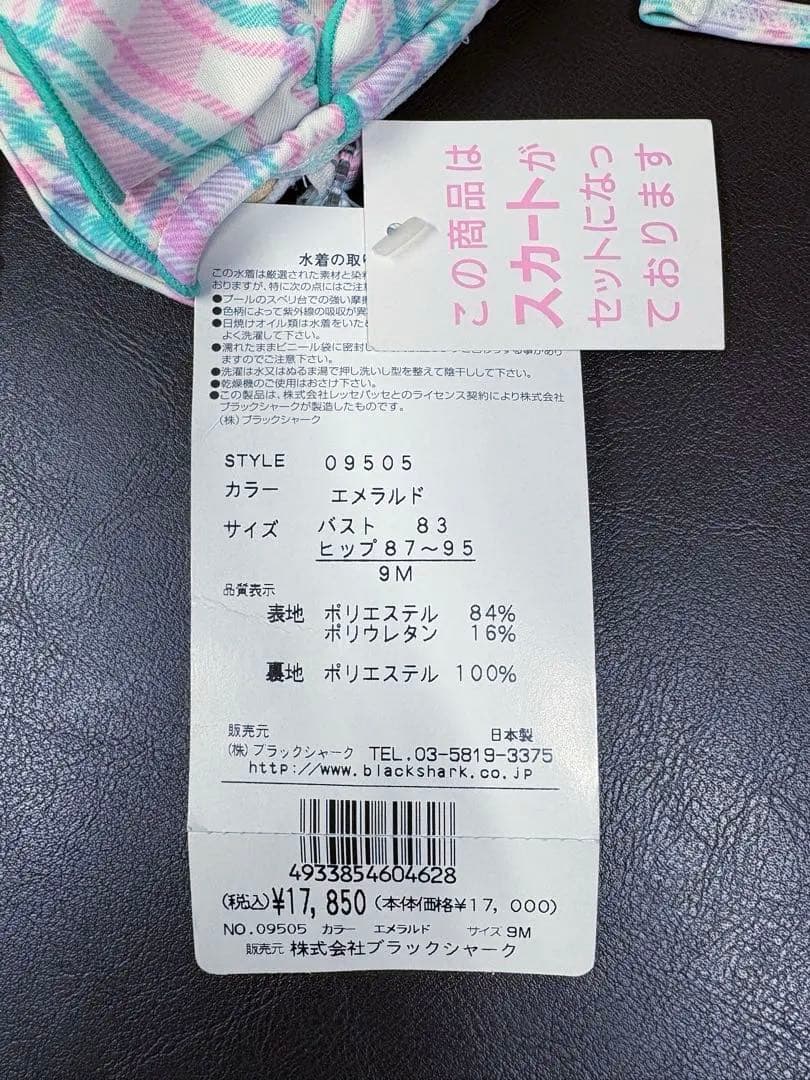 この商品は
スカートが
セットになっ
ております
水着の取り
この水着は厳選された素材と染
おりますが、特に次の点にはご注
●プールのスベリ台での強い摩
●色柄によって紫外線の吸収が異
●日焼けオイル類は水着をいた
よく洗濯して下さい。
●濡れたままビニール袋に密封し
ますのでご注意下さい。
●洗濯は水又はぬるま湯で押し洗いし型を整えて陰干しして下さい。
●乾燥機のご使用はおさけ下さい。
●この製品は、株式会社レッセパッセとのライセンス契約により株式会社
ブラックシャークが製造したものです。
(株)ブラックシャーク
STYLE 09505
カラー エメラルド
サイズ バスト 83
ヒップ87~95
9M
品質表示
表地 ポリエステル 84%
ポリウレタン 16%
裏地 ポリエステル 100%
販売元 日本製
(株)ブラックシャーク TEL.03-5819-3375
http://www.blackshark.co.jp
4933854604628
(税込)¥17,850(本体価格¥17,000)
NO.09505 カラー エメラルド サイズ 9M
販売元 株式会社ブラックシャーク